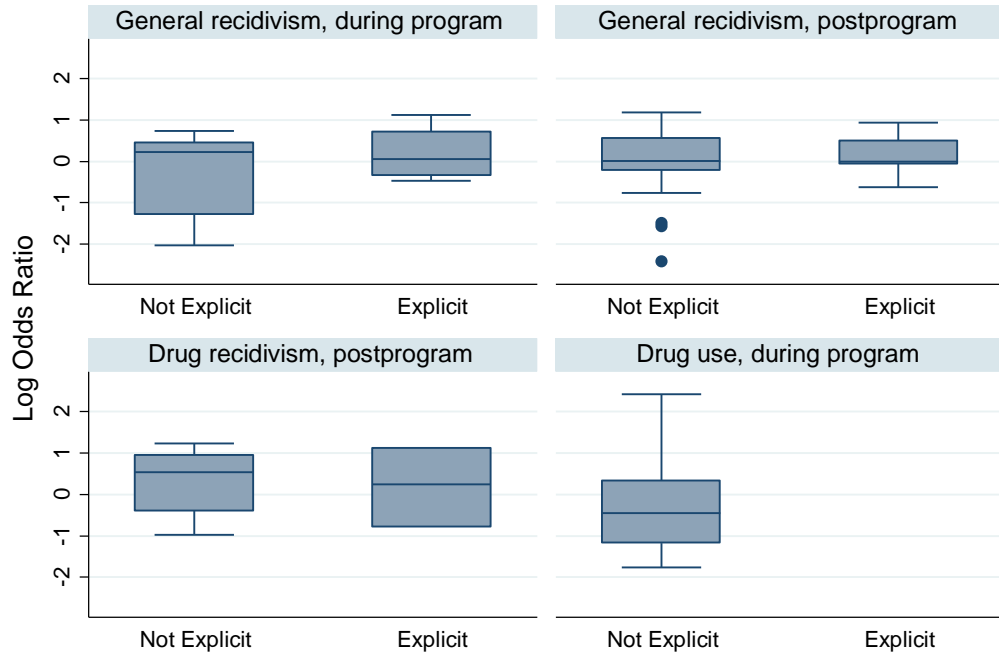 General recidivism, during program
General recidivism, postprogram
2
1
0
-1
-2
Not Explicit
Explicit
Not Explicit
Explicit
Log Odds Ratio
Drug recidivism, postprogram
Drug use, during program
2
1
0
-1
-2
Not Explicit
Explicit
Not Explicit
Explicit